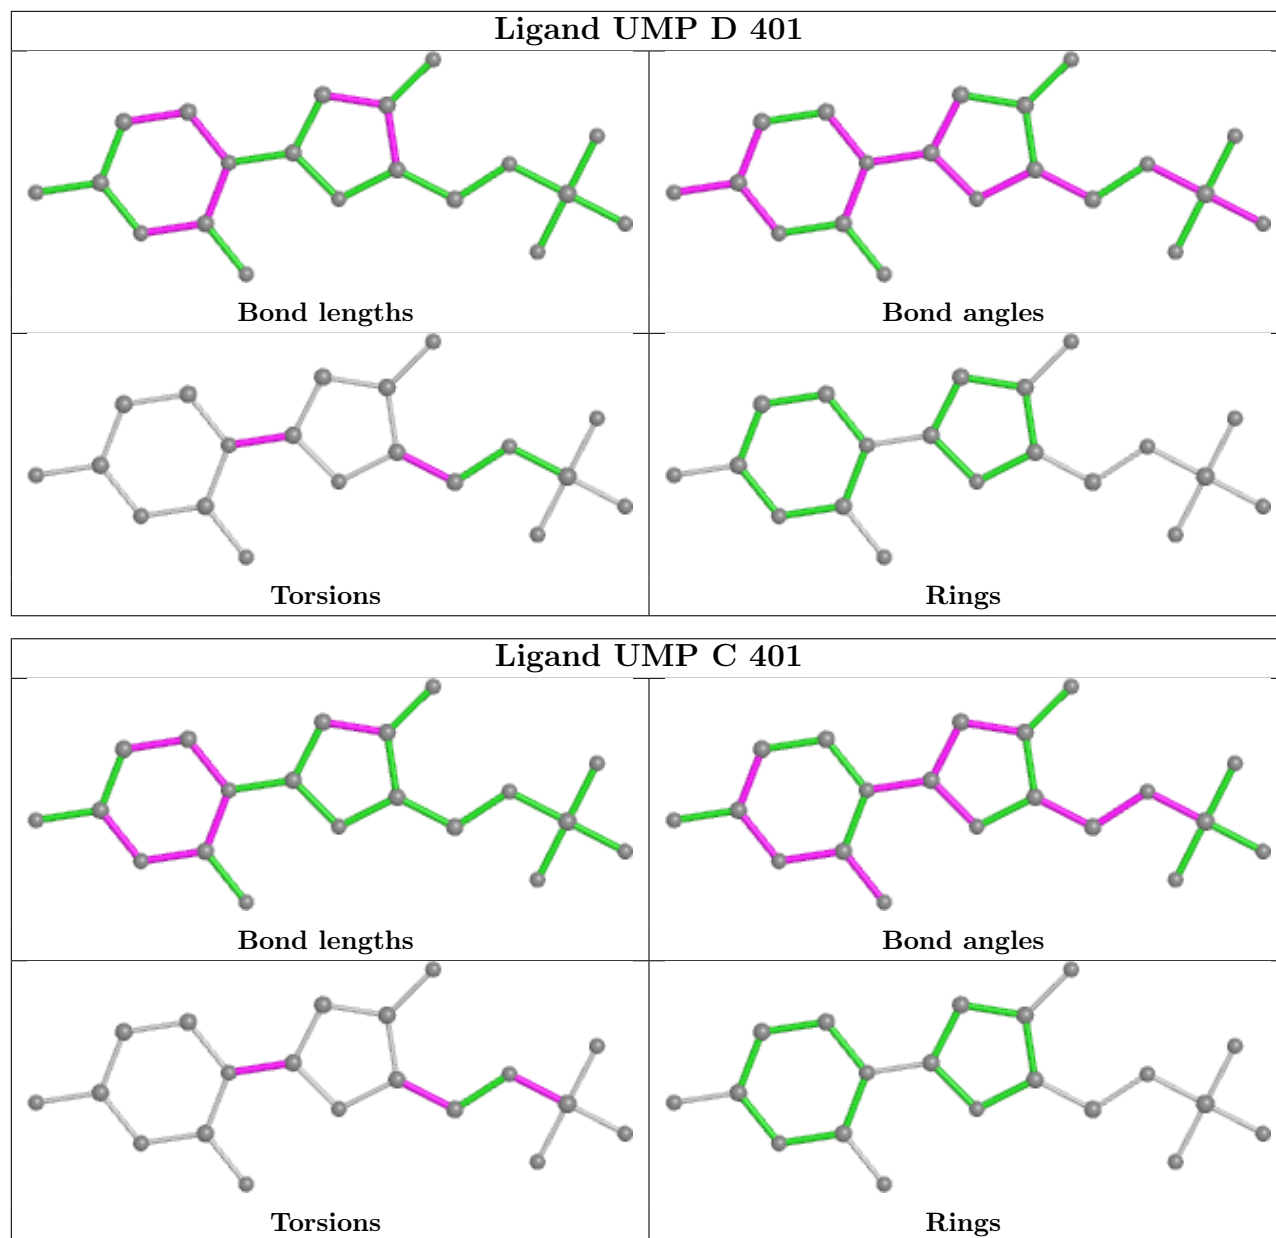 Ligand UMP D 401
Bond lengths
Bond angles
Torsions
Rings
Ligand UMP C 401
Bond lengths
Bond angles
Torsions
Rings